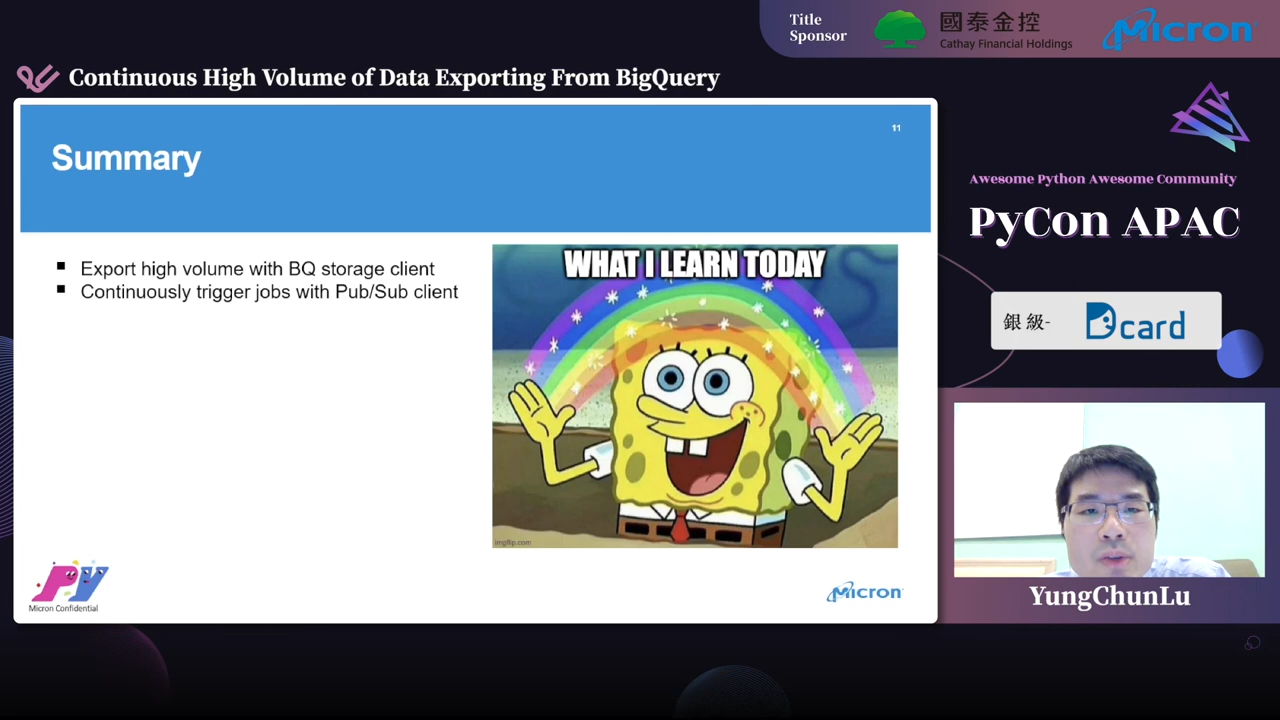 Title
Sponsor
國泰金控
Cathay Financial Holdings
Micron
Continuous High Volume of Data Exporting From BigQuery
11
Summary
Export high volume with BQ storage client
Continuously trigger jobs with Pub/Sub client
WHAT I LEARN TODAY
imgflip.com
PY
Micron Confidential
Micron
Awesome Python Awesome Community
PyCon APAC
銀級-
Dcard
YungChunLu